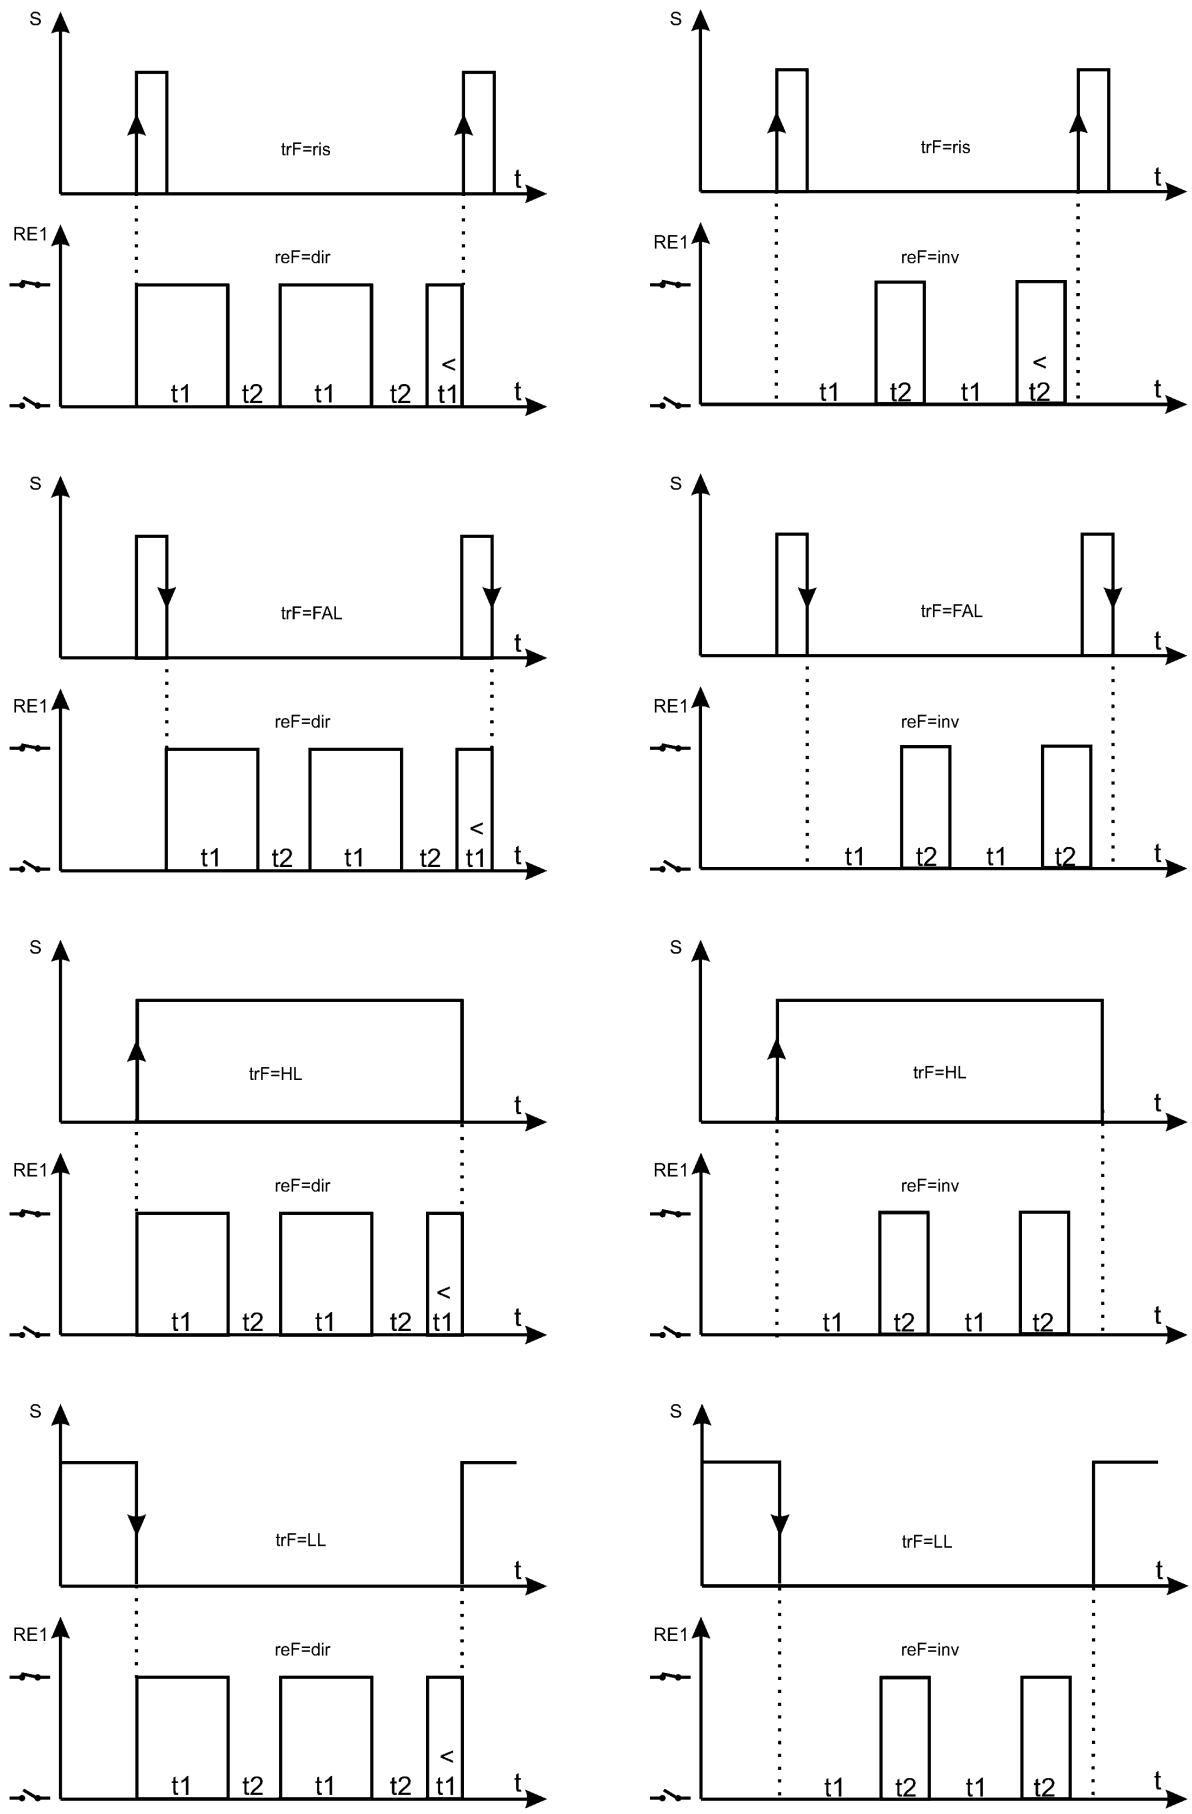 S
trF=ris
t
RE1
reF=dir
<
t1 t2 t1 t2 t1
t
S
trF=ris
t
RE1
reF=inv
<
t1 t2 t1 t2
t
S
trF=FAL
t
RE1
reF=dir
<
t1 t2 t1 t2 t1
t
S
trF=FAL
t
RE1
reF=inv
t1 t2 t1 t2
t
S
trF=HL
t
RE1
reF=dir
<
t1 t2 t1 t2 t1
t
S
trF=HL
t
RE1
reF=inv
t1 t2 t1 t2
t
S
trF=LL
t
RE1
reF=dir
<
t1 t2 t1 t2 t1
t
S
trF=LL
t
RE1
reF=inv
t1 t2 t1 t2
t